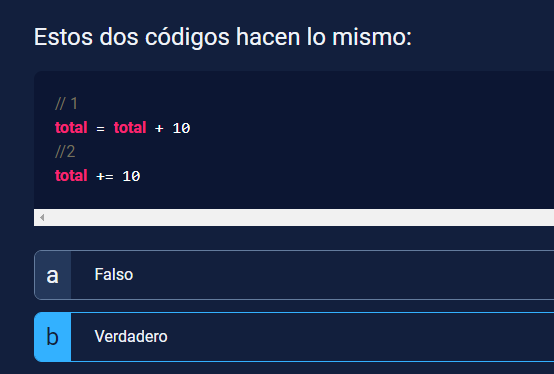 Estos dos códigos hacen lo mismo:
// 1
total = total + 10
//2
total += 10
a Falso
b Verdadero